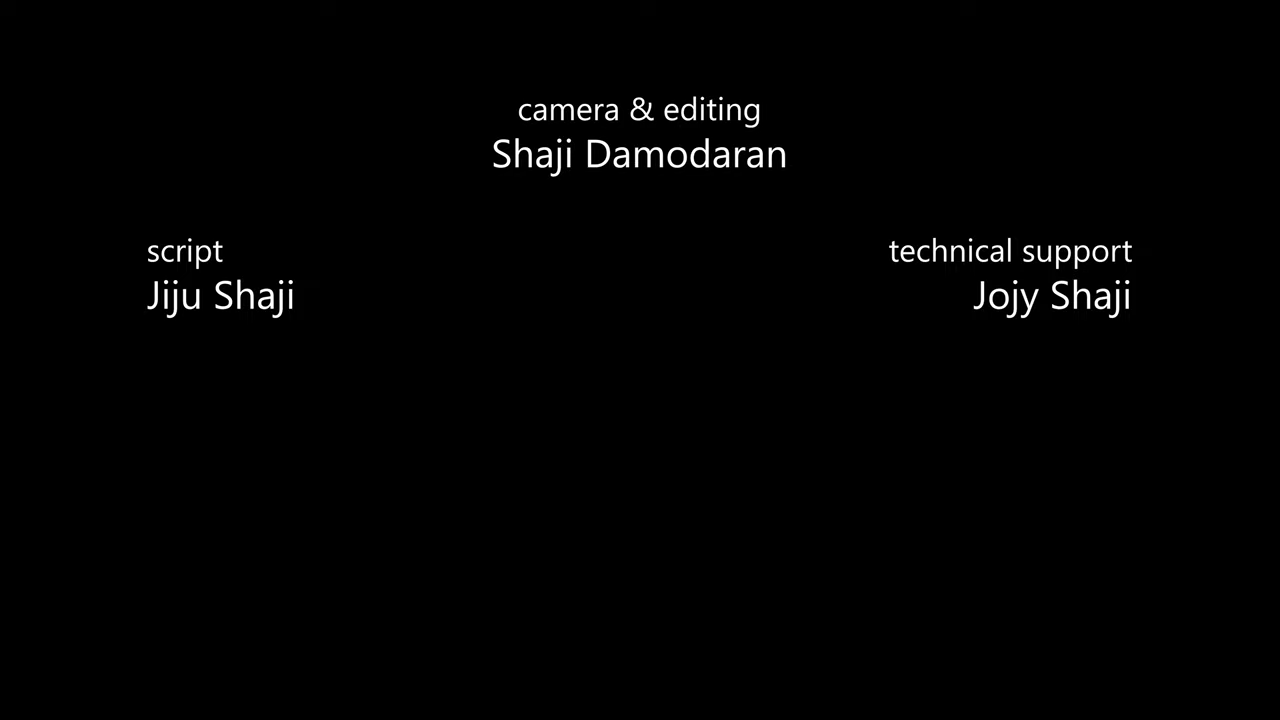 camera & editing
Shaji Damodaran
script
Jiju Shaji
technical support
Jojy Shaji